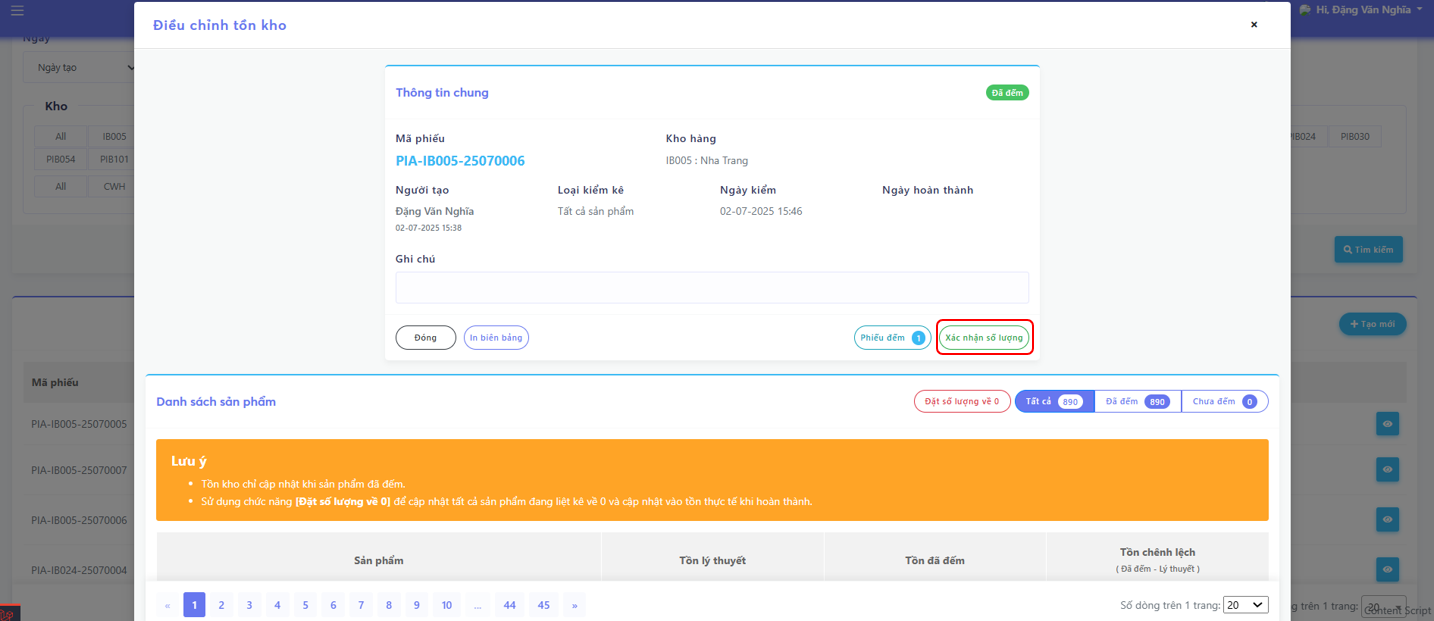 Điều chỉnh tồn kho
×
Hi, Đặng Văn Nghĩa
Ngày
Ngày tạo
Kho
All IB005
PIB054 PIB101
All CWH
PIB024 PIB030
Tìm kiếm
Tạo mới
Thông tin chung
Đã đếm
Mã phiếu
Kho hàng
PIA-IB005-25070006
IB005 : Nha Trang
Người tạo
Loại kiểm kê
Ngày kiểm
Ngày hoàn thành
Đặng Văn Nghĩa
Tất cả sản phẩm
02-07-2025 15:46
02-07-2025 15:38
Ghi chú
Đóng
In biên bảng
Phiếu đếm 1
Xác nhận số lượng
Danh sách sản phẩm
Đặt số lượng về 0
Tất cả 890
Đã đếm 890
Chưa đếm 0
Lưu ý
Tồn kho chỉ cập nhật khi sản phẩm đã đếm.
Sử dụng chức năng [Đặt số lượng về 0] để cập nhật tất cả sản phẩm đang liệt kê về 0 và cập nhật vào tồn thực tế khi hoàn thành.
Sản phẩm
Tồn lý thuyết
Tồn đã đếm
Tồn chênh lệch
( Đã đếm - Lý thuyết )
« 1 2 3 4 5 6 7 8 9 10 ... 44 45 »
Số dòng trên 1 trang: 20
Mã phiếu
PIA-IB005-25070005
PIA-IB005-25070007
PIA-IB005-25070006
PIA-IB024-25070004
g trên 1 trang: 20
Content Script